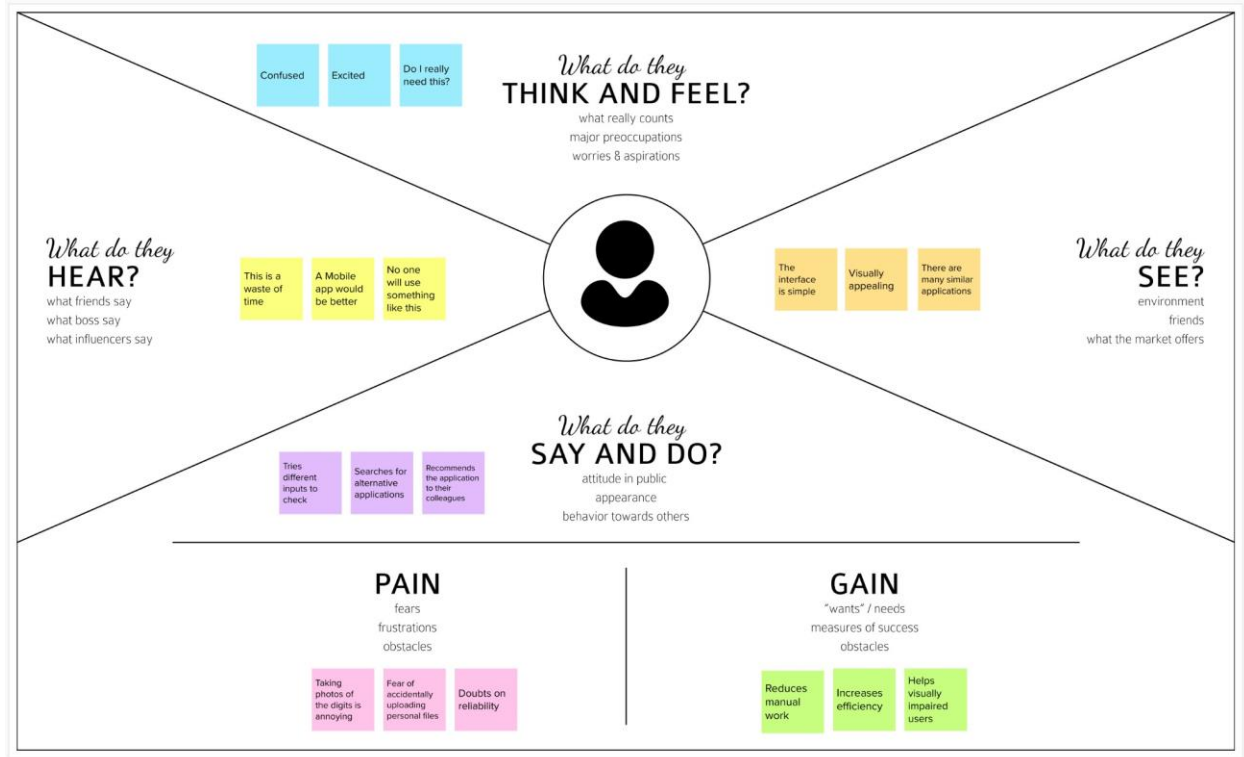 Confused
Excited
Do I really
need this?
What do they
THINK AND FEEL?
what really counts
major preoccupations
worries & aspirations
What do they
HEAR?
what friends say
what boss say
what influencers say
This is a
waste of
time
A Mobile
app would
be better
No one
will use
something
like this
The
interface
is simple
Visually
appealing
There are
many similar
applications
What do they
SEE?
environment
friends
what the market offers
What do they
SAY AND DO?
attitude in public
appearance
behavior towards others
Tries
different
inputs to
check
Searches for
alternative
applications
Recommends
the application
to their
colleagues
PAIN
fears
frustrations
obstacles
Taking
photos of
the digits is
annoying
Fear of
accidentally
uploading
personal files
Doubts on
reliability
GAIN
"wants" / needs
measures of success
obstacles
Reduces
manual
work
Increases
efficiency
Helps
visually
impaired
users